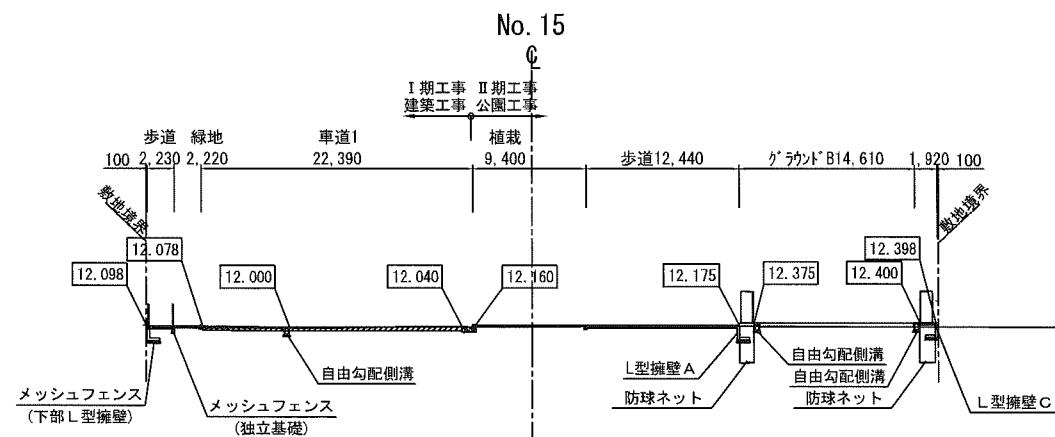 No. 15
℄
Ⅰ期工事 Ⅱ期工事
建築工事 公園工事
歩道 緑地 車道1 植栽
100 2,230 2,220 22,390 9,400 歩道12,440 グラウンドB14,610 1,920 100
敷地境界
敷地境界
12.078
12.398
12.098
12.000
12.040
12.160
12.175
12.375
12.400
自由勾配側溝
L型擁壁A
自由勾配側溝
自由勾配側溝
メッシュフェンス
(下部L型擁壁)
メッシュフェンス
(独立基礎)
防球ネット
防球ネット
L型擁壁C